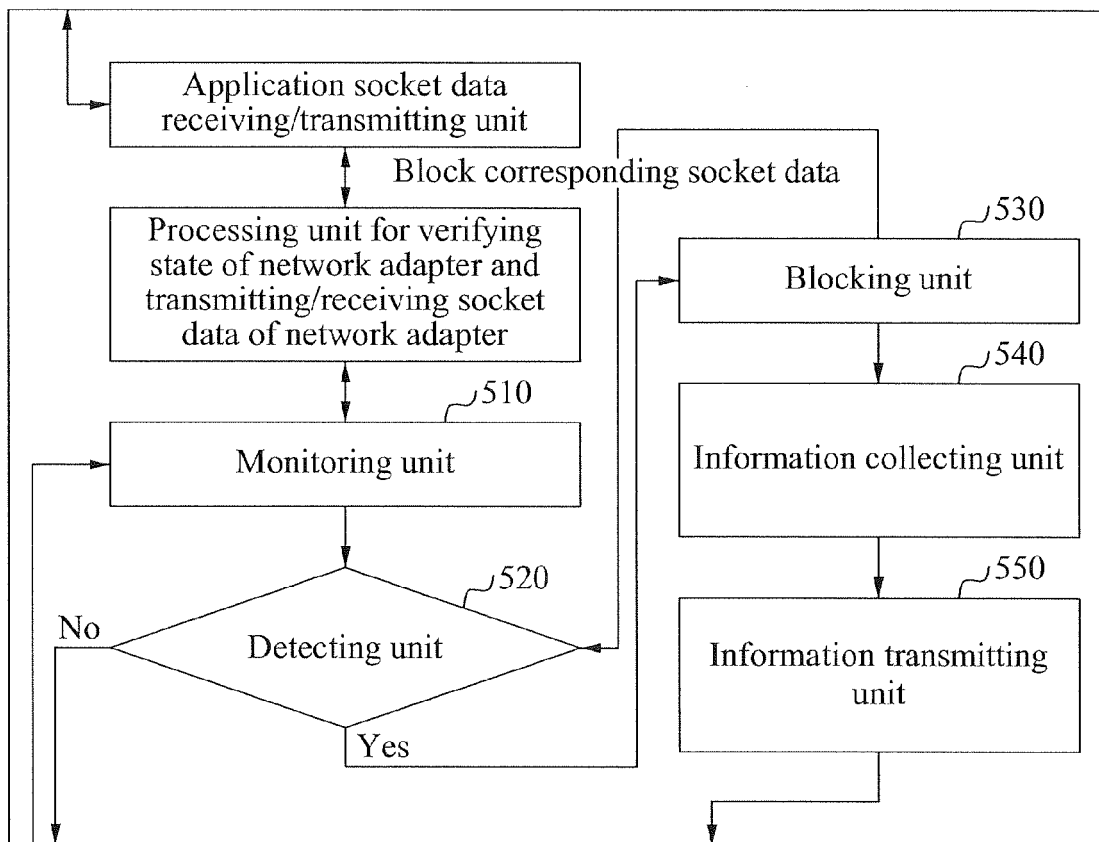 Application socket data
receiving/transmitting unit
Block corresponding socket data
Processing unit for verifying
state of network adapter and
transmitting/receiving socket
data of network adapter
530
Blocking unit
510
Monitoring unit
540
Information collecting unit
520
Detecting unit
No
Yes
550
Information transmitting
unit